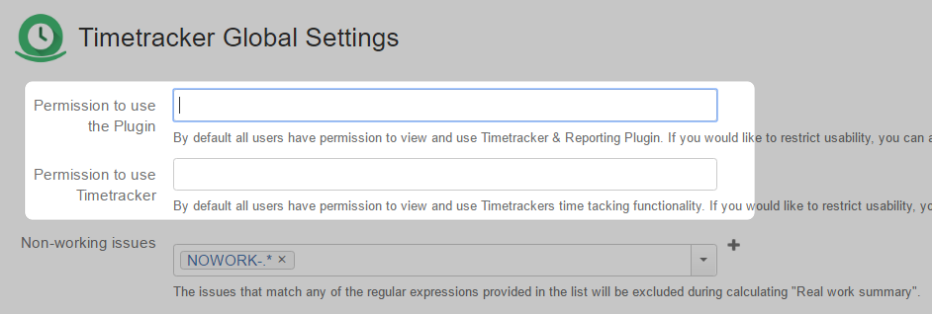 Timetracker Global Settings
Permission to use
the Plugin
By default all users have permission to view and use Timetracker & Reporting Plugin. If you would like to restrict usability, you can a
Permission to use
Timetracker
By default all users have permission to view and use Timetrackers time tacking functionality. If you would like to restrict usability, yo
Non-working issues
NOWORK-.* ×
The issues that match any of the regular expressions provided in the list will be excluded during calculating "Real work summary".